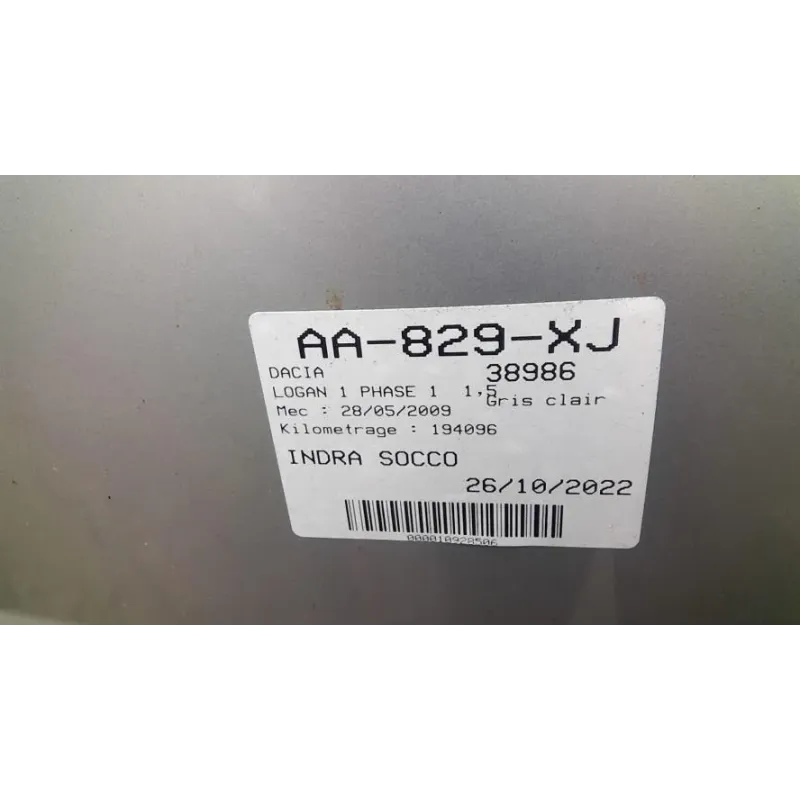 AA-829-XJ
DACIA 38986
LOGAN 1 PHASE 1 1,5
Gris clair
Mec : 28/05/2009
Kilometrage : 194096
INDRA SOCCO
26/10/2022
000010928506